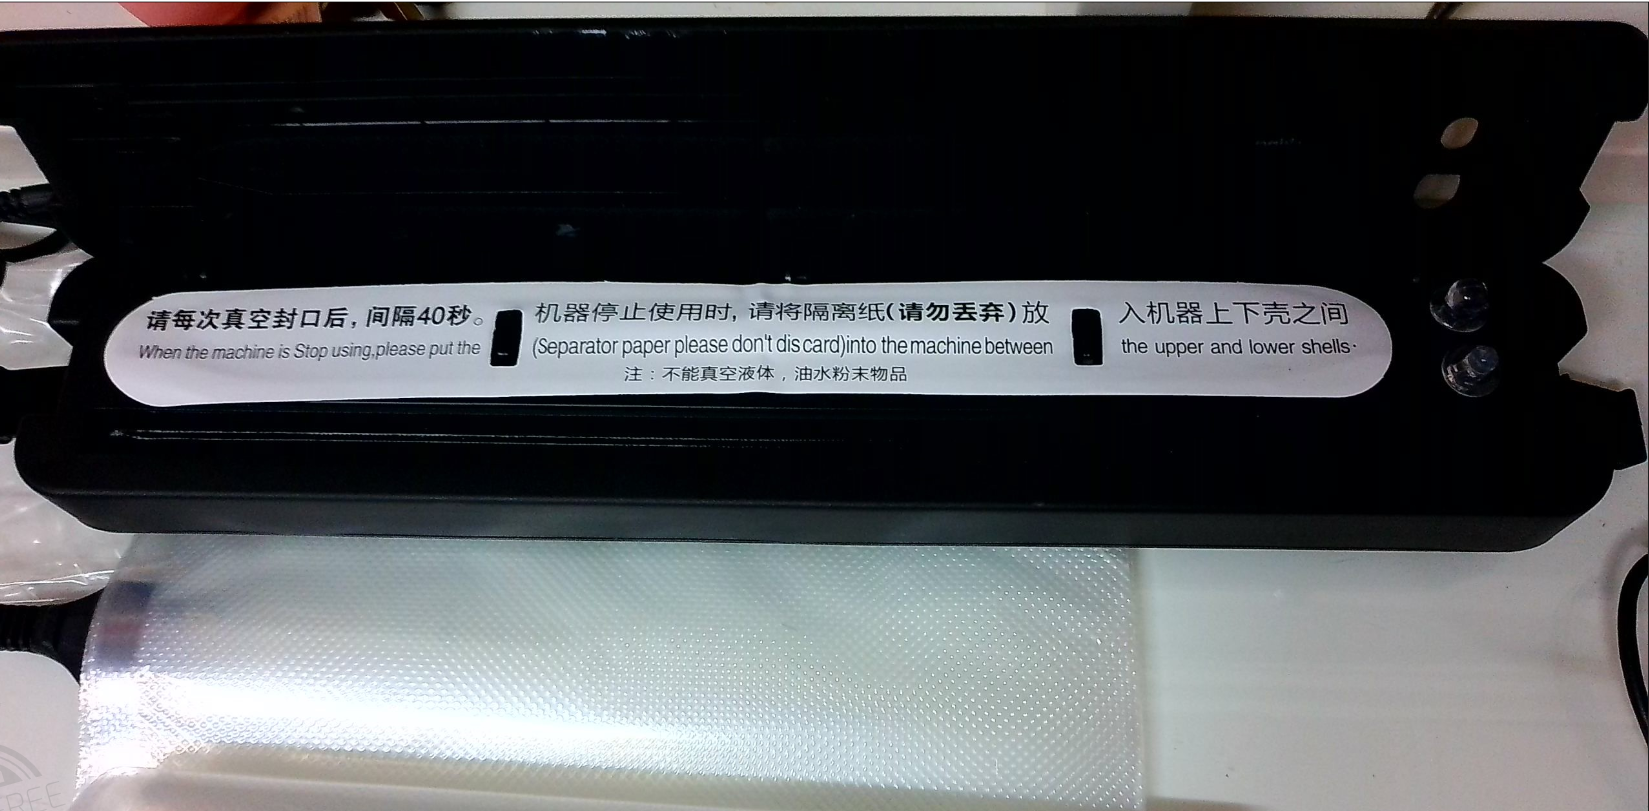 请每次真空封口后，间隔40秒。 机器停止使用时，请将隔离纸(请勿丢弃)放 入机器上下壳之间
When the machine is Stop using,please put the (Separator paper please don't dis card)into the machine between the upper and lower shells·
注：不能真空液体，油水粉末物品
REE